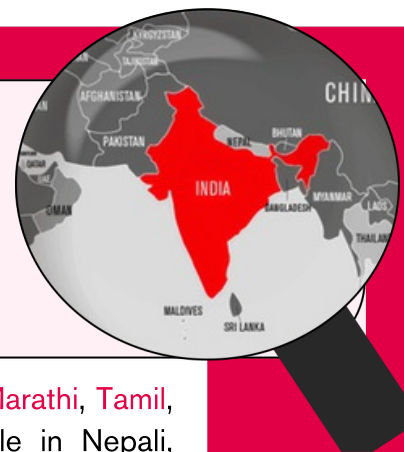 KYRGYZSTAN
TAJIKISTAN
AFGHANISTAN
CHIN
PAKISTAN
NEPAL
BHUTAN
QATAR
INDIA
OMAN
BANGLADESH
MYANMAR
LAOS
THAILAN
MALDIVES
SRI LANKA
Marathi, Tamil,
le in Nepali,